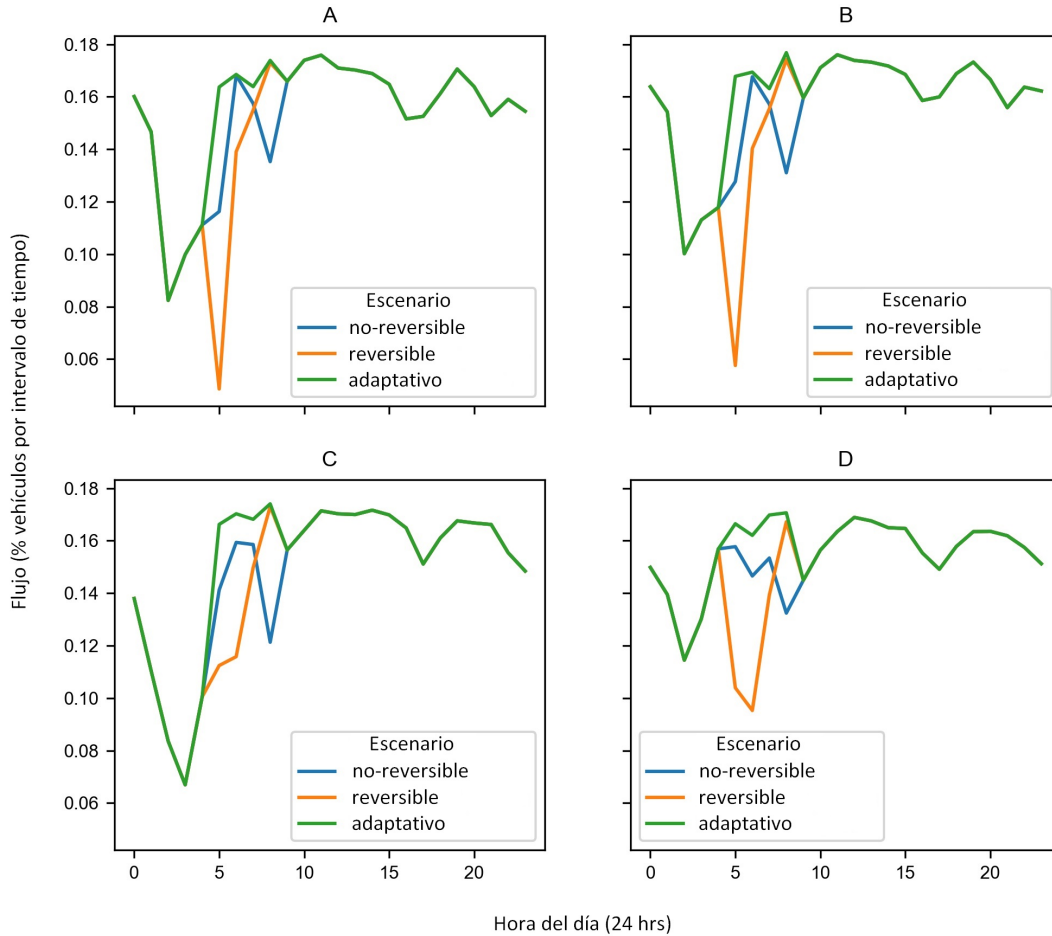 A
B
0.18
0.16
0.14
0.12
0.10
0.08
0.06
Escenario
no-reversible
reversible
adaptativo
Escenario
no-reversible
reversible
adaptativo
Flujo (% vehículos por intervalo de tiempo)
C
D
0.18
0.16
0.14
0.12
0.10
0.08
0.06
Escenario
no-reversible
reversible
adaptativo
Escenario
no-reversible
reversible
adaptativo
0 5 10 15 20
0 5 10 15 20
Hora del día (24 hrs)